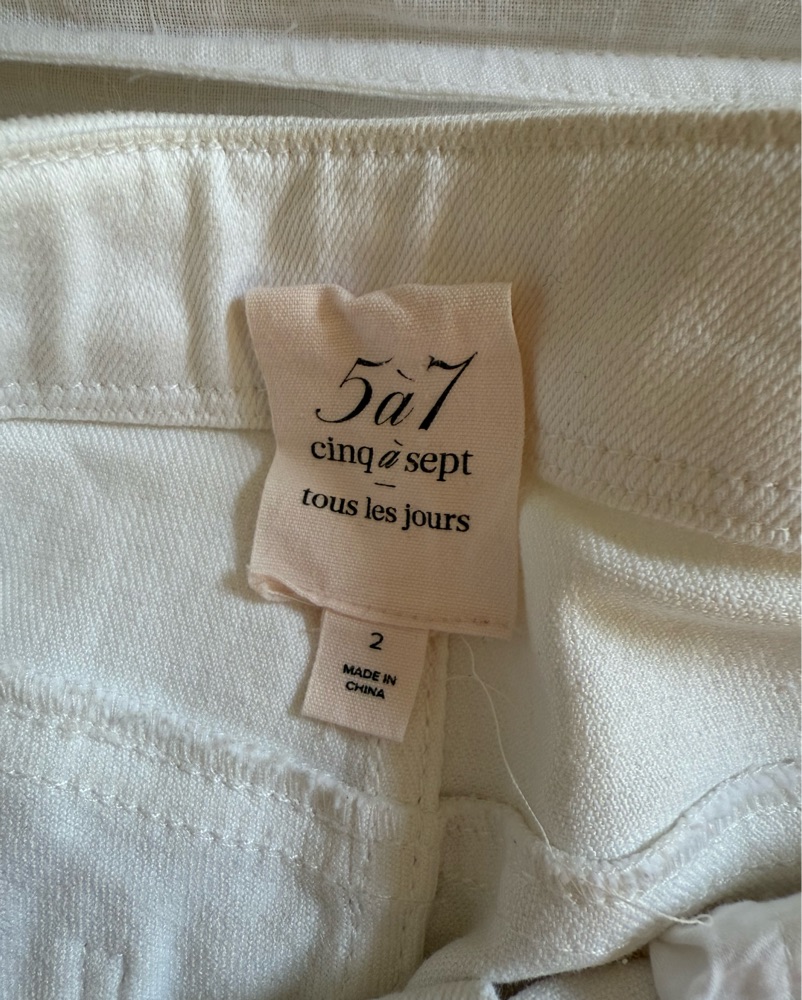 5à7
cinq à sept
tous les jours
2
MADE IN
CHINA